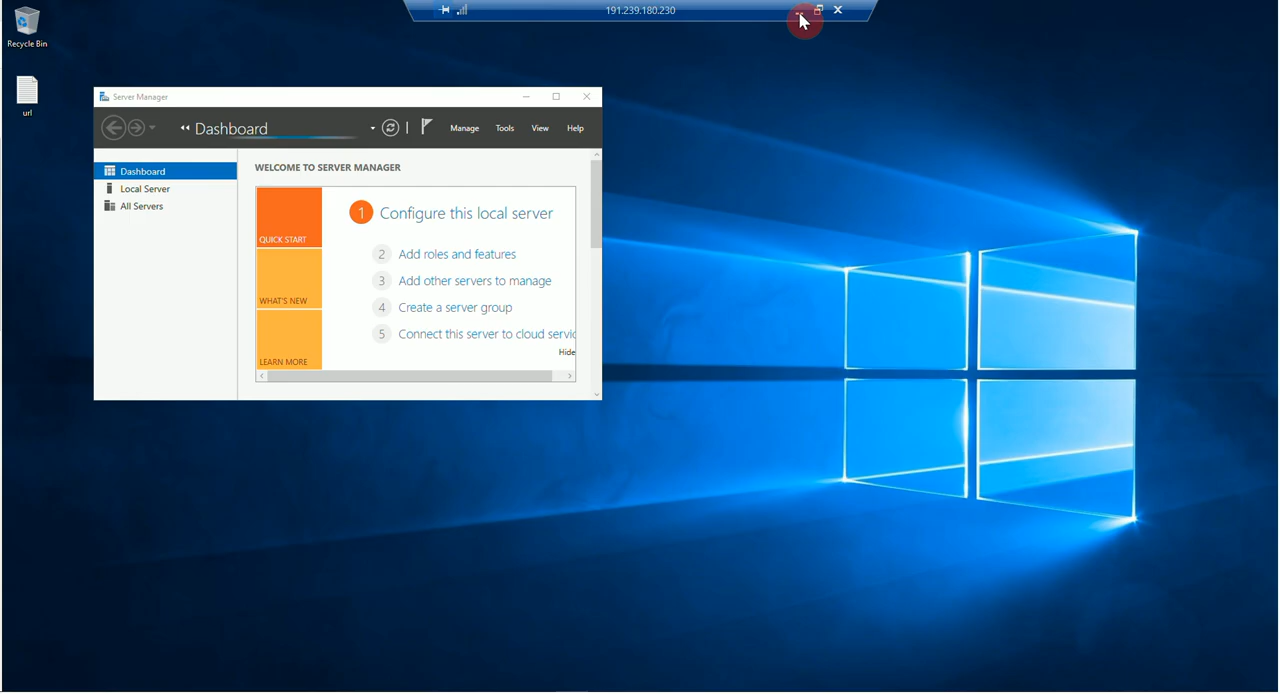 191.239.180.230
Recycle Bin
url
Server Manager
Dashboard
Manage Tools View Help
Dashboard
Local Server
All Servers
WELCOME TO SERVER MANAGER
QUICK START
WHAT'S NEW
LEARN MORE
1 Configure this local server
2 Add roles and features
3 Add other servers to manage
4 Create a server group
5 Connect this server to cloud servic
Hide